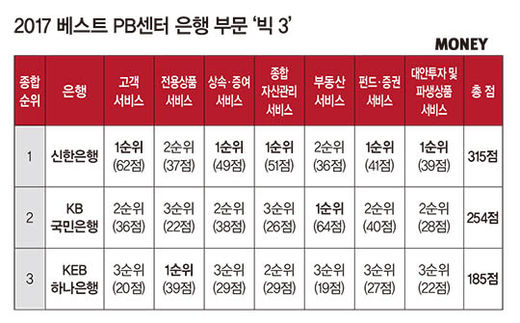 2017 베스트 PB센터 은행 부문 ‘빅 3’
MONEY
종합 순위 은행 고객 서비스 전용상품 서비스 상속·증여 서비스 종합 자산관리 서비스 부동산 서비스 펀드·증권 서비스 대안투자 및 파생상품 서비스 총 점
1 신한은행 1순위 (62점) 2순위 (37점) 1순위 (49점) 1순위 (51점) 2순위 (36점) 1순위 (41점) 1순위 (39점) 315점
2 KB 국민은행 2순위 (36점) 3순위 (22점) 2순위 (38점) 3순위 (26점) 1순위 (64점) 2순위 (40점) 2순위 (28점) 254점
3 KEB 하나은행 3순위 (20점) 1순위 (39점) 3순위 (29점) 2순위 (29점) 3순위 (19점) 3순위 (27점) 3순위 (22점) 185점